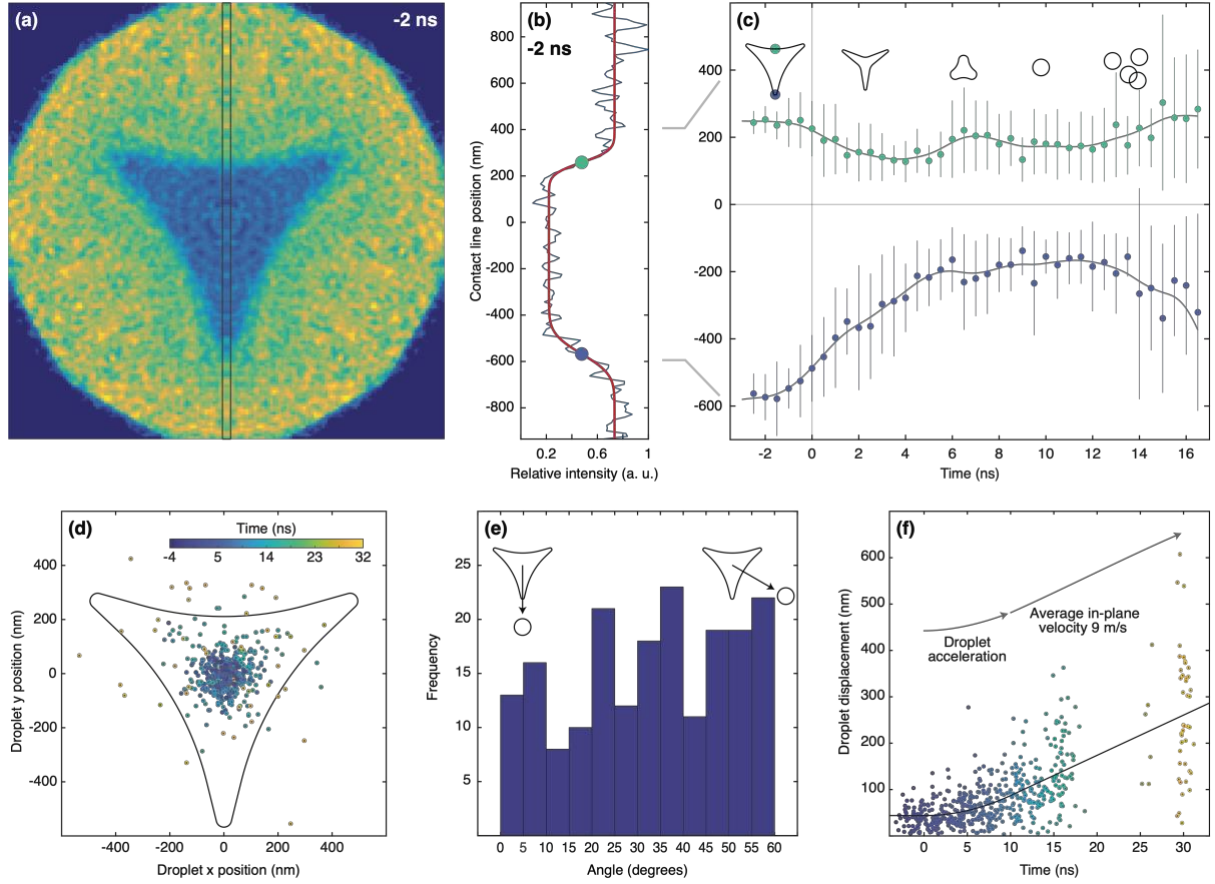 (a)
-2 ns
(b)
-2 ns
800
600
400
200
0
-200
-400
-600
-800
Contact line position (nm)
0.2 0.6 1
Relative intensity (a. u.)
(c)
400
200
0
-200
-400
-600
-2 0 2 4 6 8 10 12 14 16
Time (ns)
(d)
Time (ns)
-4 5 14 23 32
400
200
0
-200
-400
Droplet y position (nm)
-400 -200 0 200 400
Droplet x position (nm)
(e)
25
20
15
10
5
Frequency
0 5 10 15 20 25 30 35 40 45 50 55 60
Angle (degrees)
(f)
600
500
400
300
200
100
Droplet displacement (nm)
Droplet
acceleration
Average in-plane
velocity 9 m/s
0 5 10 15 20 25 30
Time (ns)